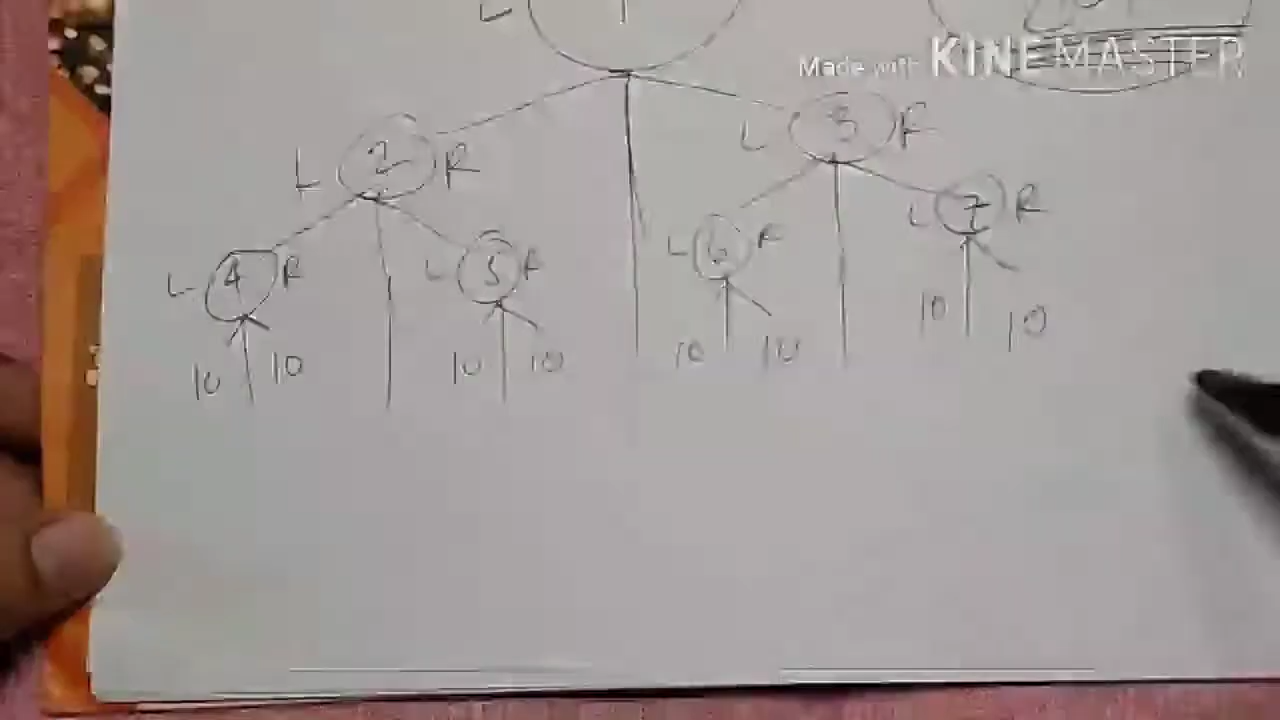 L 1
Made with KINEMASTER
L 2 R
L 3 R
L 4 R
L 5 R
L 6 R
L 7 R
10 10
10 10
10 10
10 10